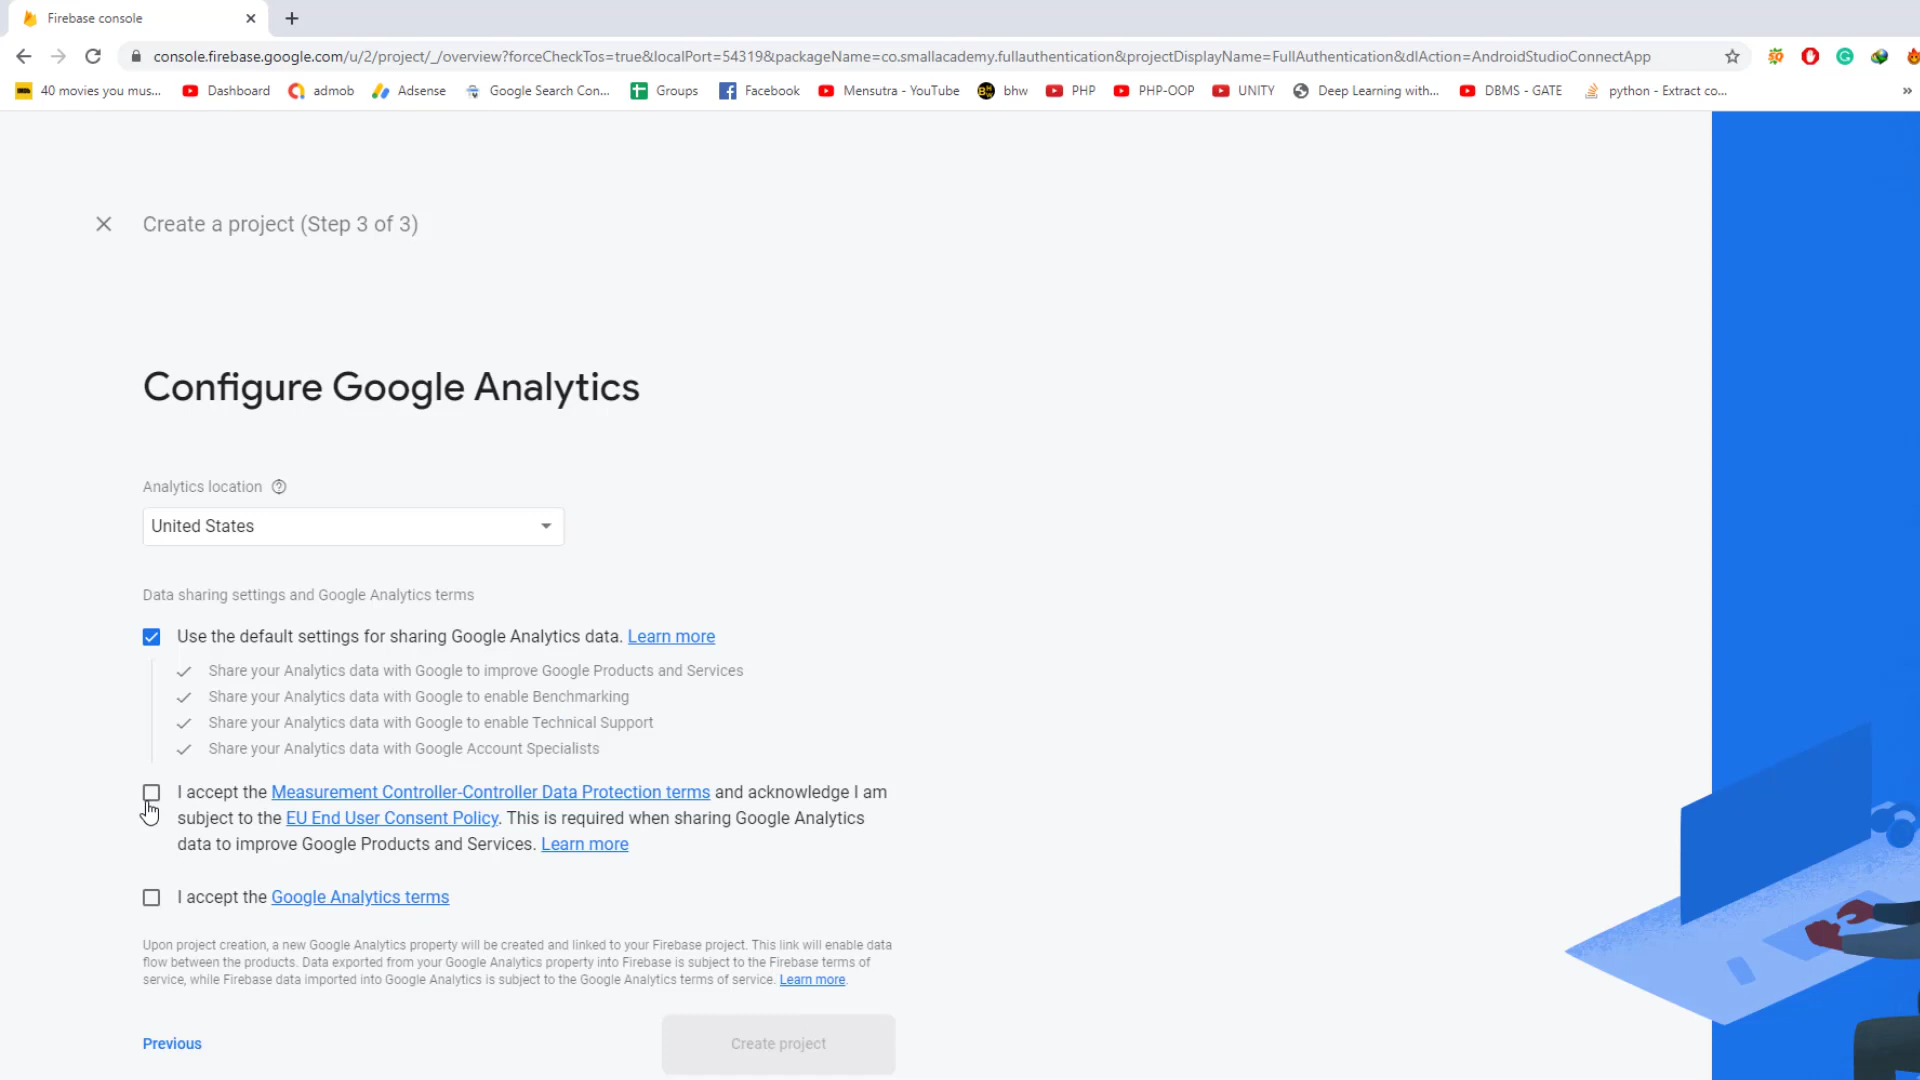 Firebase console
console.firebase.google.com/u/2/project/_/overview?forceCheckTos=true&localPort=54319&packageName=co.smallacademy.fullauthentication&projectDisplayName=FullAuthentication&dlAction=AndroidStudioConnectApp
40 movies you mus... Dashboard admob Adsense Google Search Con... Groups Facebook Mensutra - YouTube bhw PHP PHP-OOP UNITY Deep Learning with... DBMS - GATE python - Extract co... »
Create a project (Step 3 of 3)
Configure Google Analytics
Analytics location
United States
Data sharing settings and Google Analytics terms
Use the default settings for sharing Google Analytics data. Learn more
Share your Analytics data with Google to improve Google Products and Services
Share your Analytics data with Google to enable Benchmarking
Share your Analytics data with Google to enable Technical Support
Share your Analytics data with Google Account Specialists
I accept the Measurement Controller-Controller Data Protection terms and acknowledge I am
subject to the EU End User Consent Policy. This is required when sharing Google Analytics
data to improve Google Products and Services. Learn more
I accept the Google Analytics terms
Upon project creation, a new Google Analytics property will be created and linked to your Firebase project. This link will enable data
flow between the products. Data exported from your Google Analytics property into Firebase is subject to the Firebase terms of
service, while Firebase data imported into Google Analytics is subject to the Google Analytics terms of service. Learn more.
Previous Create project